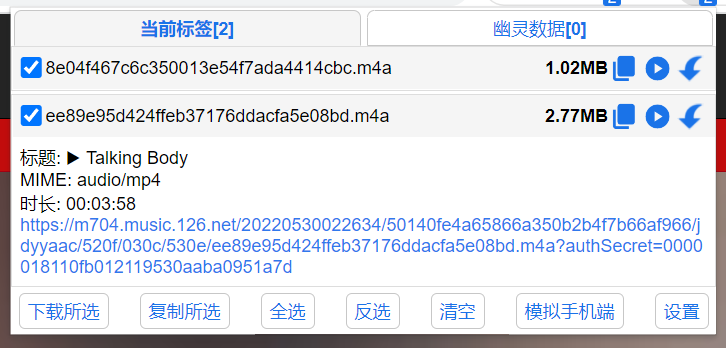 当前标签[2]
幽灵数据[0]
8e04f467c6c350013e54f7ada4414cbc.m4a 1.02MB
ee89e95d424ffeb37176ddacfa5e08bd.m4a 2.77MB
标题: ▶ Talking Body
MIME: audio/mp4
时长: 00:03:58
https://m704.music.126.net/20220530022634/50140fe4a65866a350b2b4f7b66af966/j
dyyaac/520f/030c/530e/ee89e95d424ffeb37176ddacfa5e08bd.m4a?authSecret=0000
018110fb012119530aaba0951a7d
下载所选 复制所选 全选 反选 清空 模拟手机端 设置